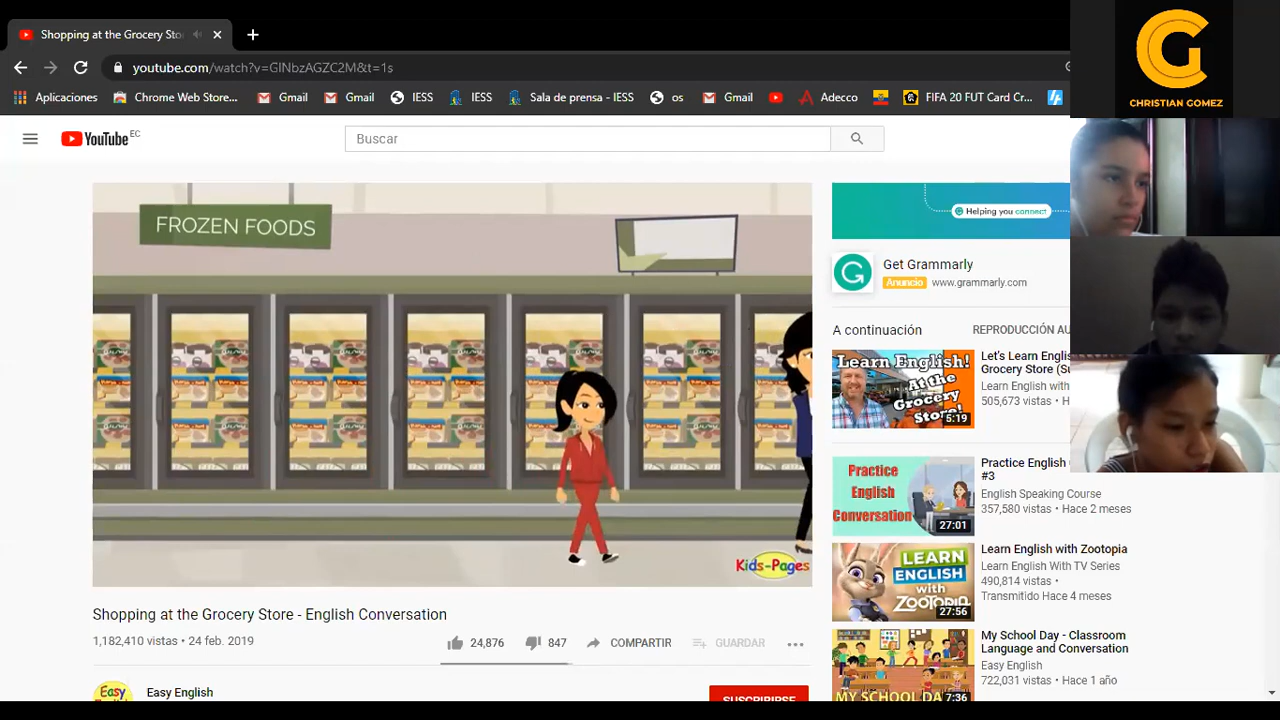 Shopping at the Grocery Sto
youtube.com/watch?v=GlNbzAGZC2M&t=1s
Aplicaciones
Chrome Web Store...
Gmail
Gmail
IESS
IESS
Sala de prensa - IESS
os
Gmail
Adecco
FIFA 20 FUT Card Cr...
YouTube EC
Buscar
G
CHRISTIAN GOMEZ
FROZEN FOODS
Kids-Pages
Shopping at the Grocery Store - English Conversation
1,182,410 vistas • 24 feb. 2019
24,876
847
COMPARTIR
GUARDAR
Easy
Easy English
SUSCRIBIRSE
Helping you connect
Get Grammarly
Anuncio www.grammarly.com
A continuación
REPRODUCCIÓN AU
Learn English!
At the
Grocery
Store!
5:19
Let's Learn Englis
Grocery Store (Su
Learn English with
505,673 vistas • H
Practice
English
Conversation
27:01
Practice English
#3
English Speaking Course
357,580 vistas • Hace 2 meses
LEARN
ENGLISH
with
ZOOTOPIA
27:56
Learn English with Zootopia
Learn English With TV Series
490,814 vistas •
Transmitido Hace 4 meses
MY SCHOOL DA
7:36
My School Day - Classroom
Language and Conversation
Easy English
722,031 vistas • Hace 1 año